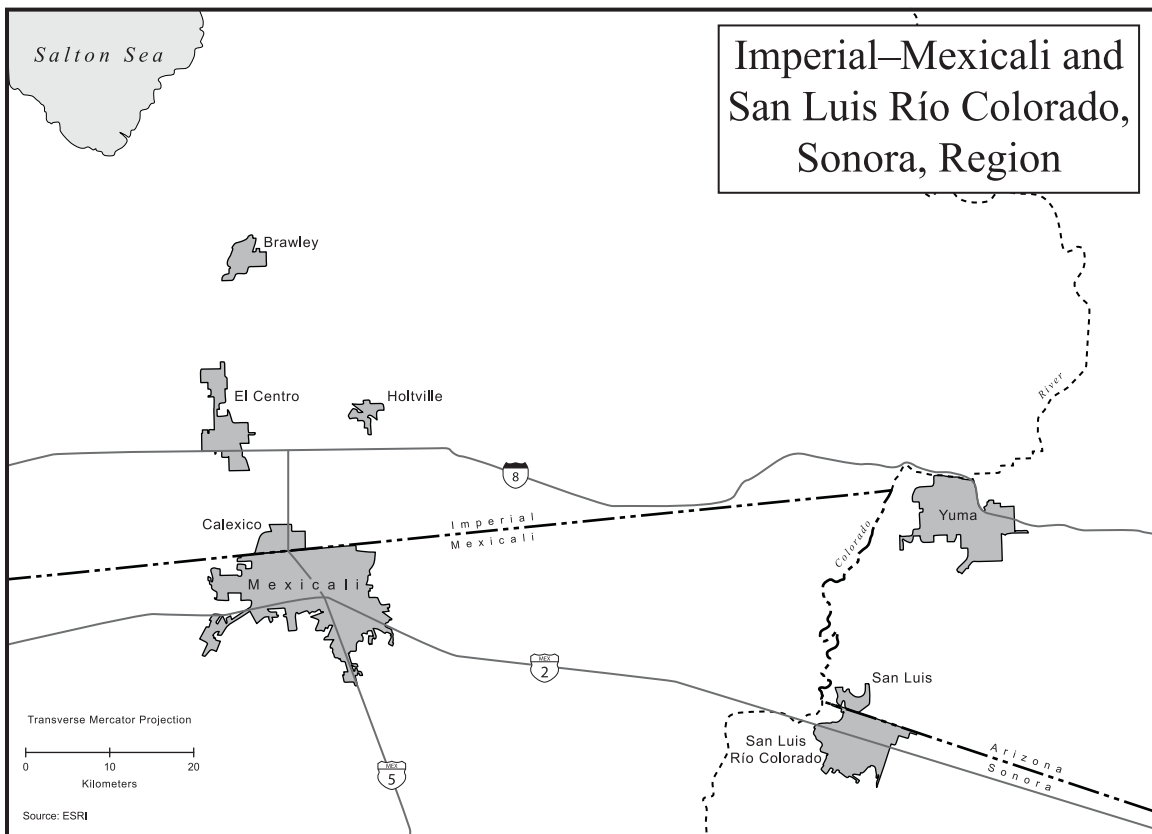 Salton Sea
Imperial–Mexicali and
San Luis Río Colorado,
Sonora, Region
Brawley
El Centro
Holtville
River
8
Calexico
Imperial
Mexicali
Colorado
Yuma
Mexicali
MEX
2
San Luis
Transverse Mercator Projection
San Luis
Río Colorado
Arizona
Sonora
0 10 20
Kilometers
MEX
5
Source: ESRI